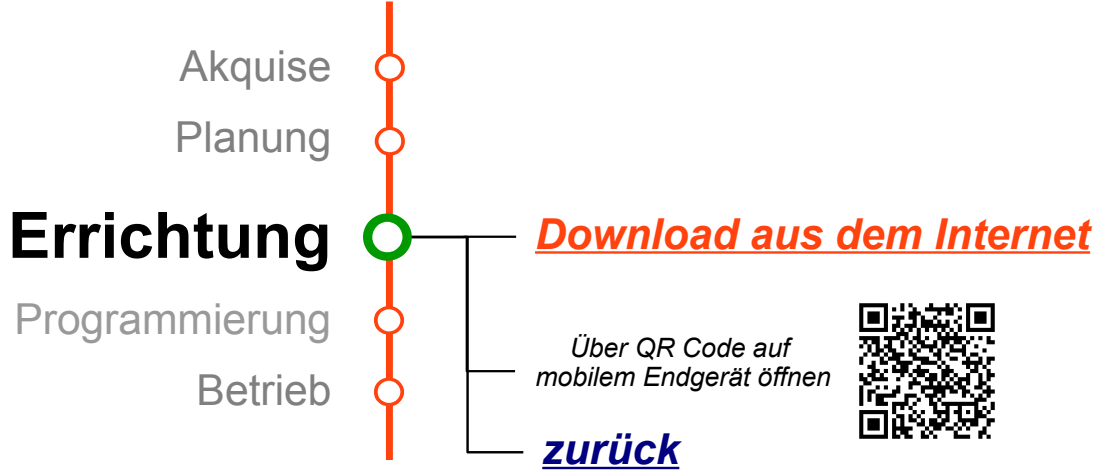 Akquise
Planung
Errichtung
Download aus dem Internet
Programmierung
Über QR Code auf
mobilem Endgerät öffnen
Betrieb
zurück